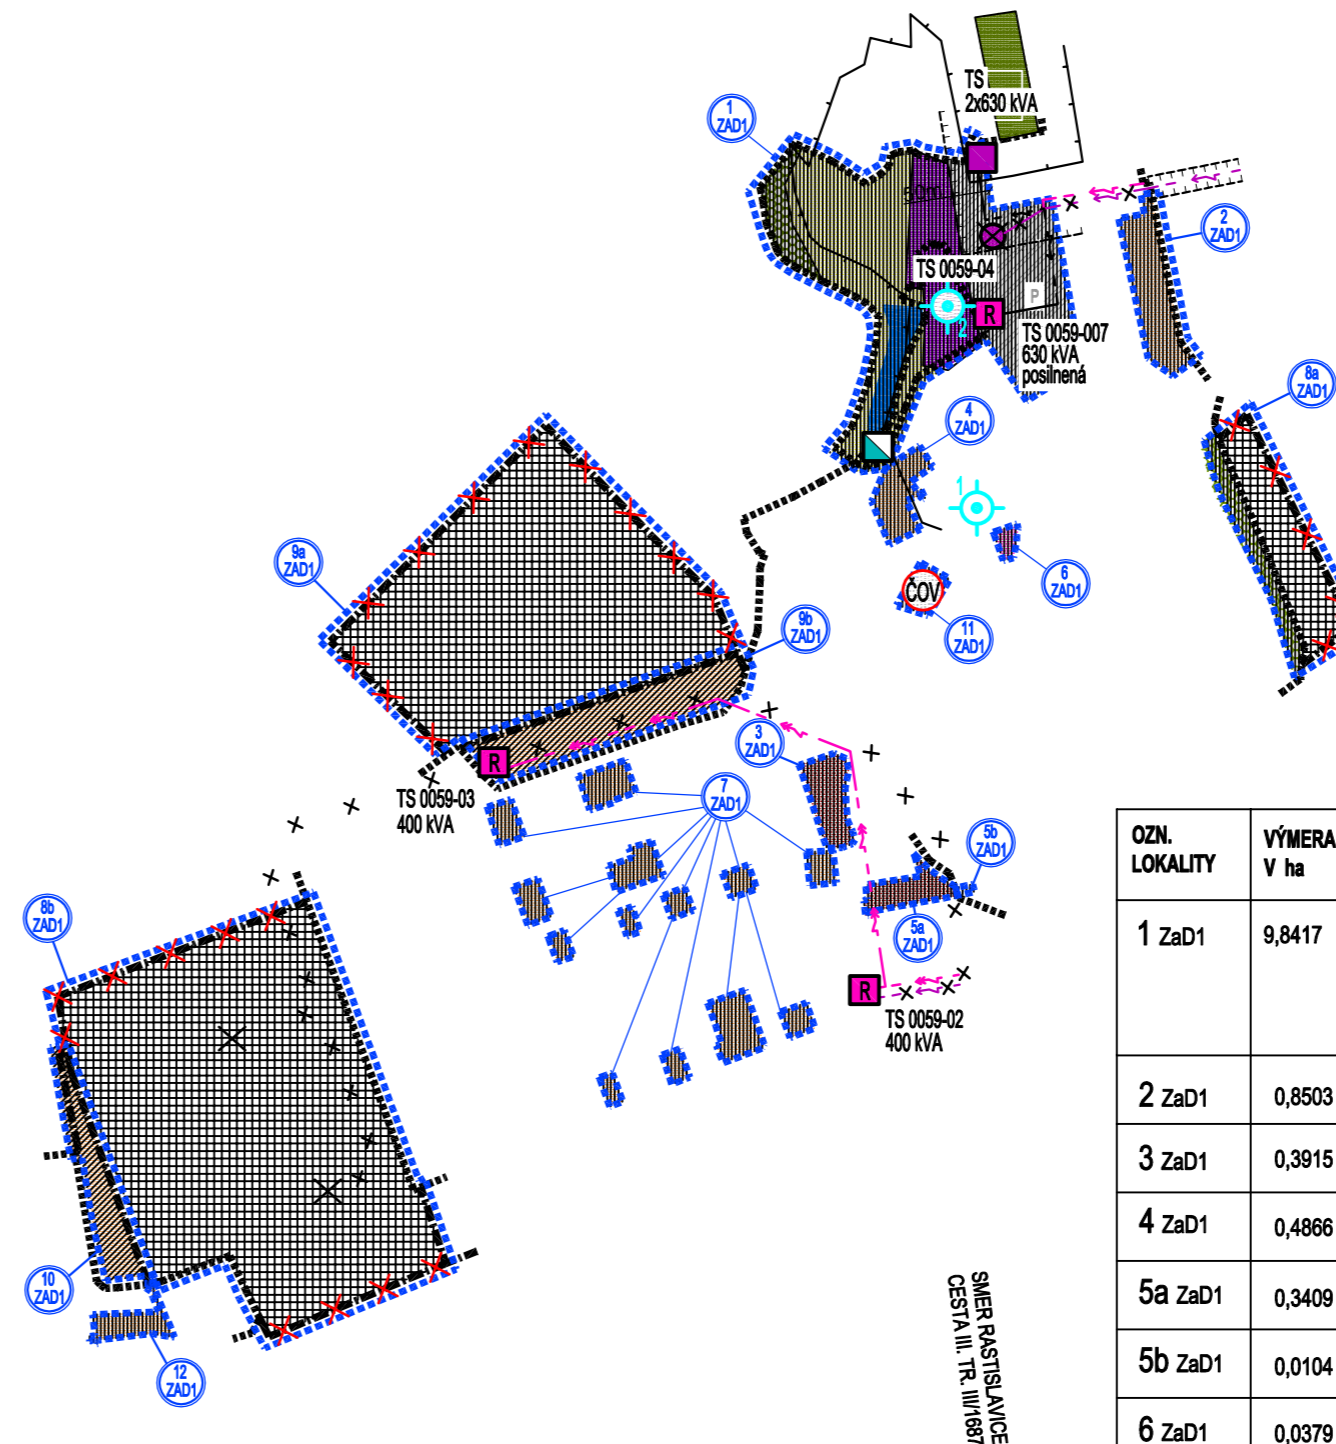 TS
2x630 kVA
1
ZAD1
2
ZAD1
50m
TS 0059-04
P
R
2
TS 0059-007
630 kVA
posilnená
8a
ZAD1
4
ZAD1
1
9a
ZAD1
6
ZAD1
ČOV
11
ZAD1
9b
ZAD1
3
ZAD1
R
TS 0059-03
400 kVA
7
ZAD1
5b
ZAD1
5a
ZAD1
8b
ZAD1
R
TS 0059-02
400 kVA
10
ZAD1
12
ZAD1
SMER RASTISLAVICE
CESTA III. TR. III/1687
OZN. LOKALITY
VÝMERA V ha
1 ZaD1 9,8417
2 ZaD1 0,8503
3 ZaD1 0,3915
4 ZaD1 0,4866
5a ZaD1 0,3409
5b ZaD1 0,0104
6 ZaD1 0,0379